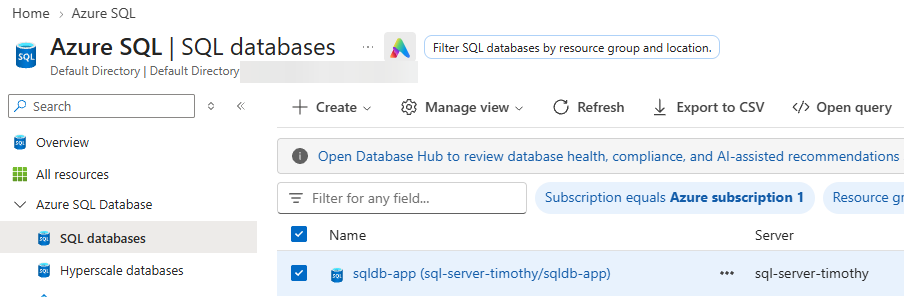 Home > Azure SQL
Azure SQL | SQL databases ...
Filter SQL databases by resource group and location.
Default Directory | Default Directory
Search
Create
Manage view
Refresh
Export to CSV
Open query
Overview
All resources
Azure SQL Database
SQL databases
Hyperscale databases
Open Database Hub to review database health, compliance, and AI-assisted recommendations
Filter for any field...
Subscription equals Azure subscription 1
Resource gr
Name
Server
sqldb-app (sql-server-timothy/sqldb-app)
...
sql-server-timothy